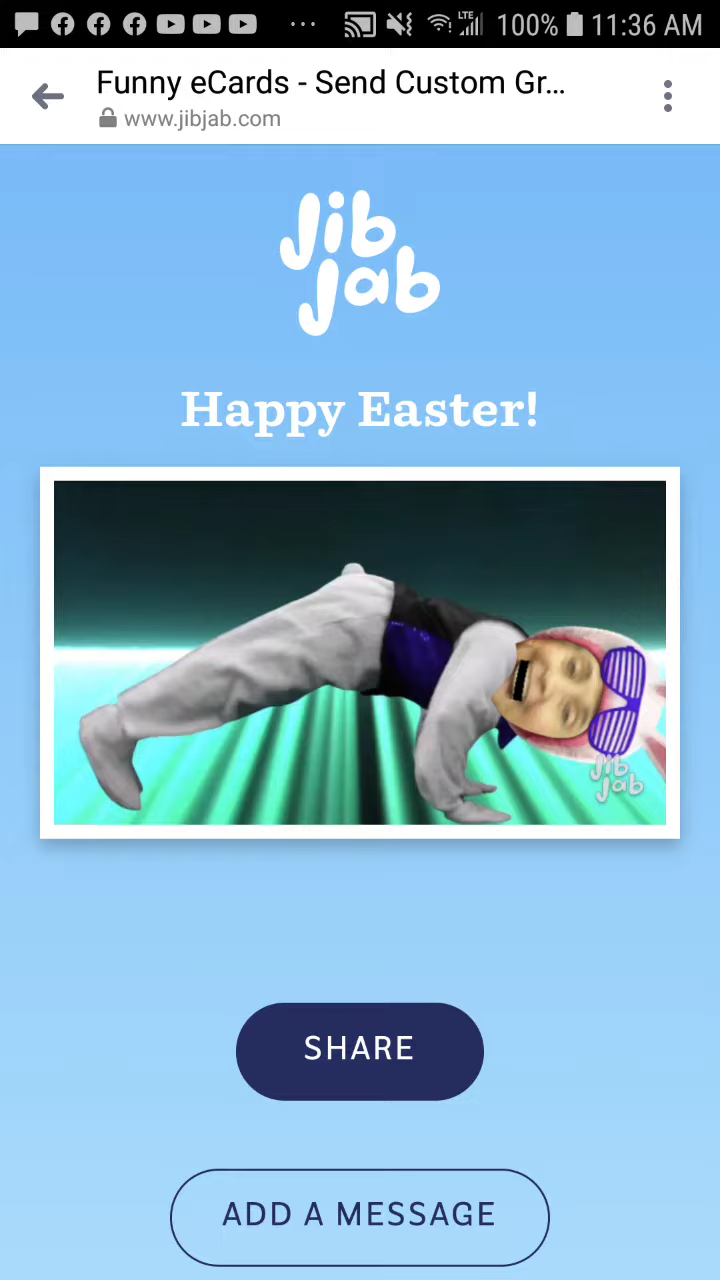 100% 11:36 AM
LTE
Funny eCards - Send Custom Gr...
www.jibjab.com
Jib
Jab
Happy Easter!
Jib
Jab
SHARE
ADD A MESSAGE